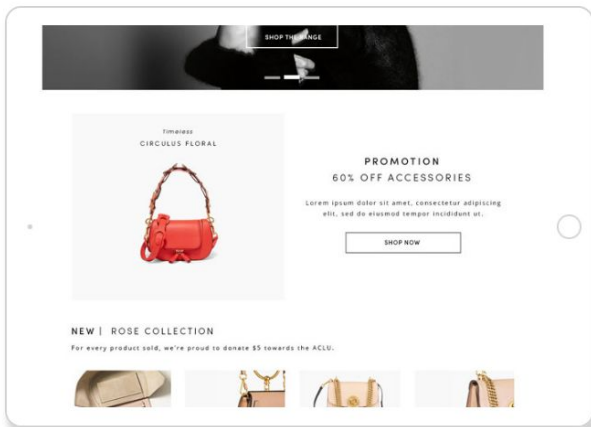 SHOP THE RANGE
Timeless
CIRCULUS FLORAL
PROMOTION
60% OFF ACCESSORIES
Lorem ipsum dolor sit amet, consectetur adipiscing
elit, sed do eiusmod tempor incididunt ut.
SHOP NOW
NEW | ROSE COLLECTION
For every product sold, we're proud to donate $5 towards the ACLU.